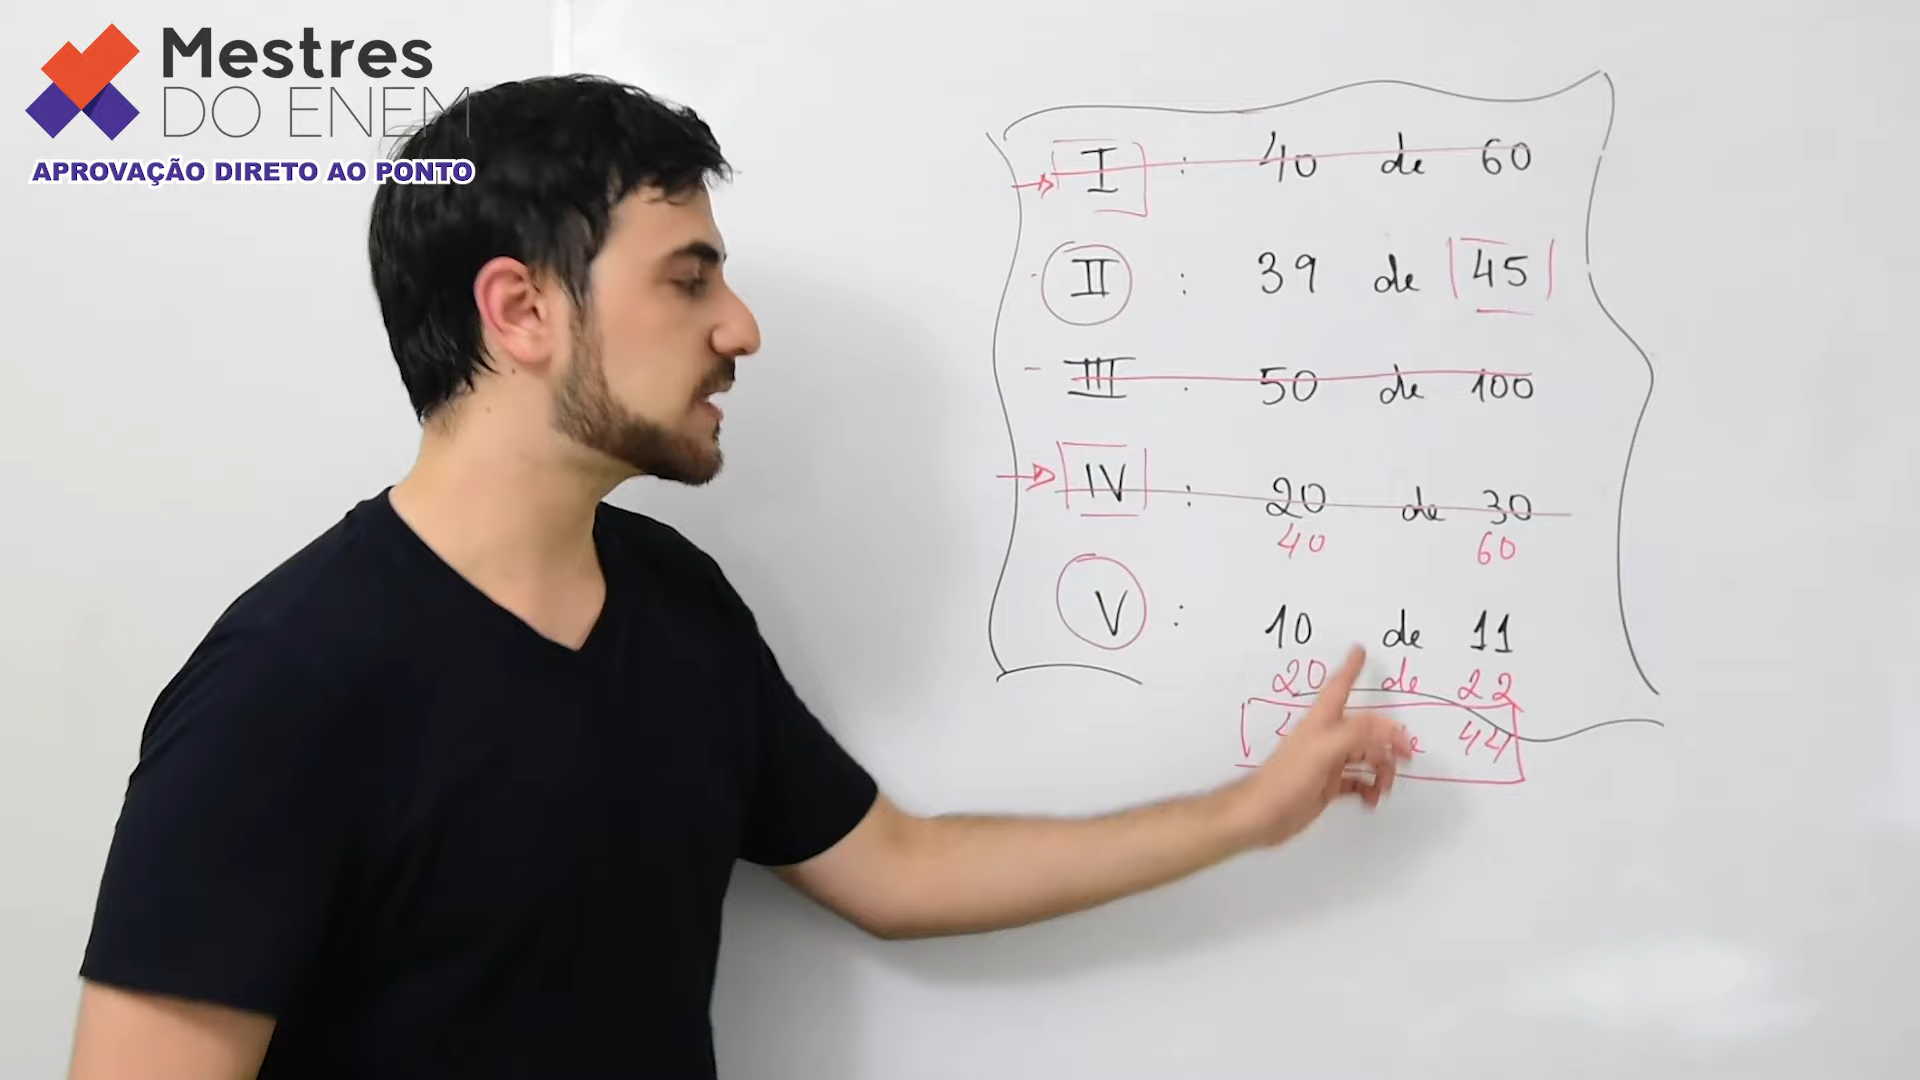 Mestres
DO ENEM
APROVAÇÃO DIRETO AO PONTO
I : 40 de 60
II : 39 de 45
III : 50 de 100
IV : 20 de 30
40 60
V : 10 de 11
20 de 22
44